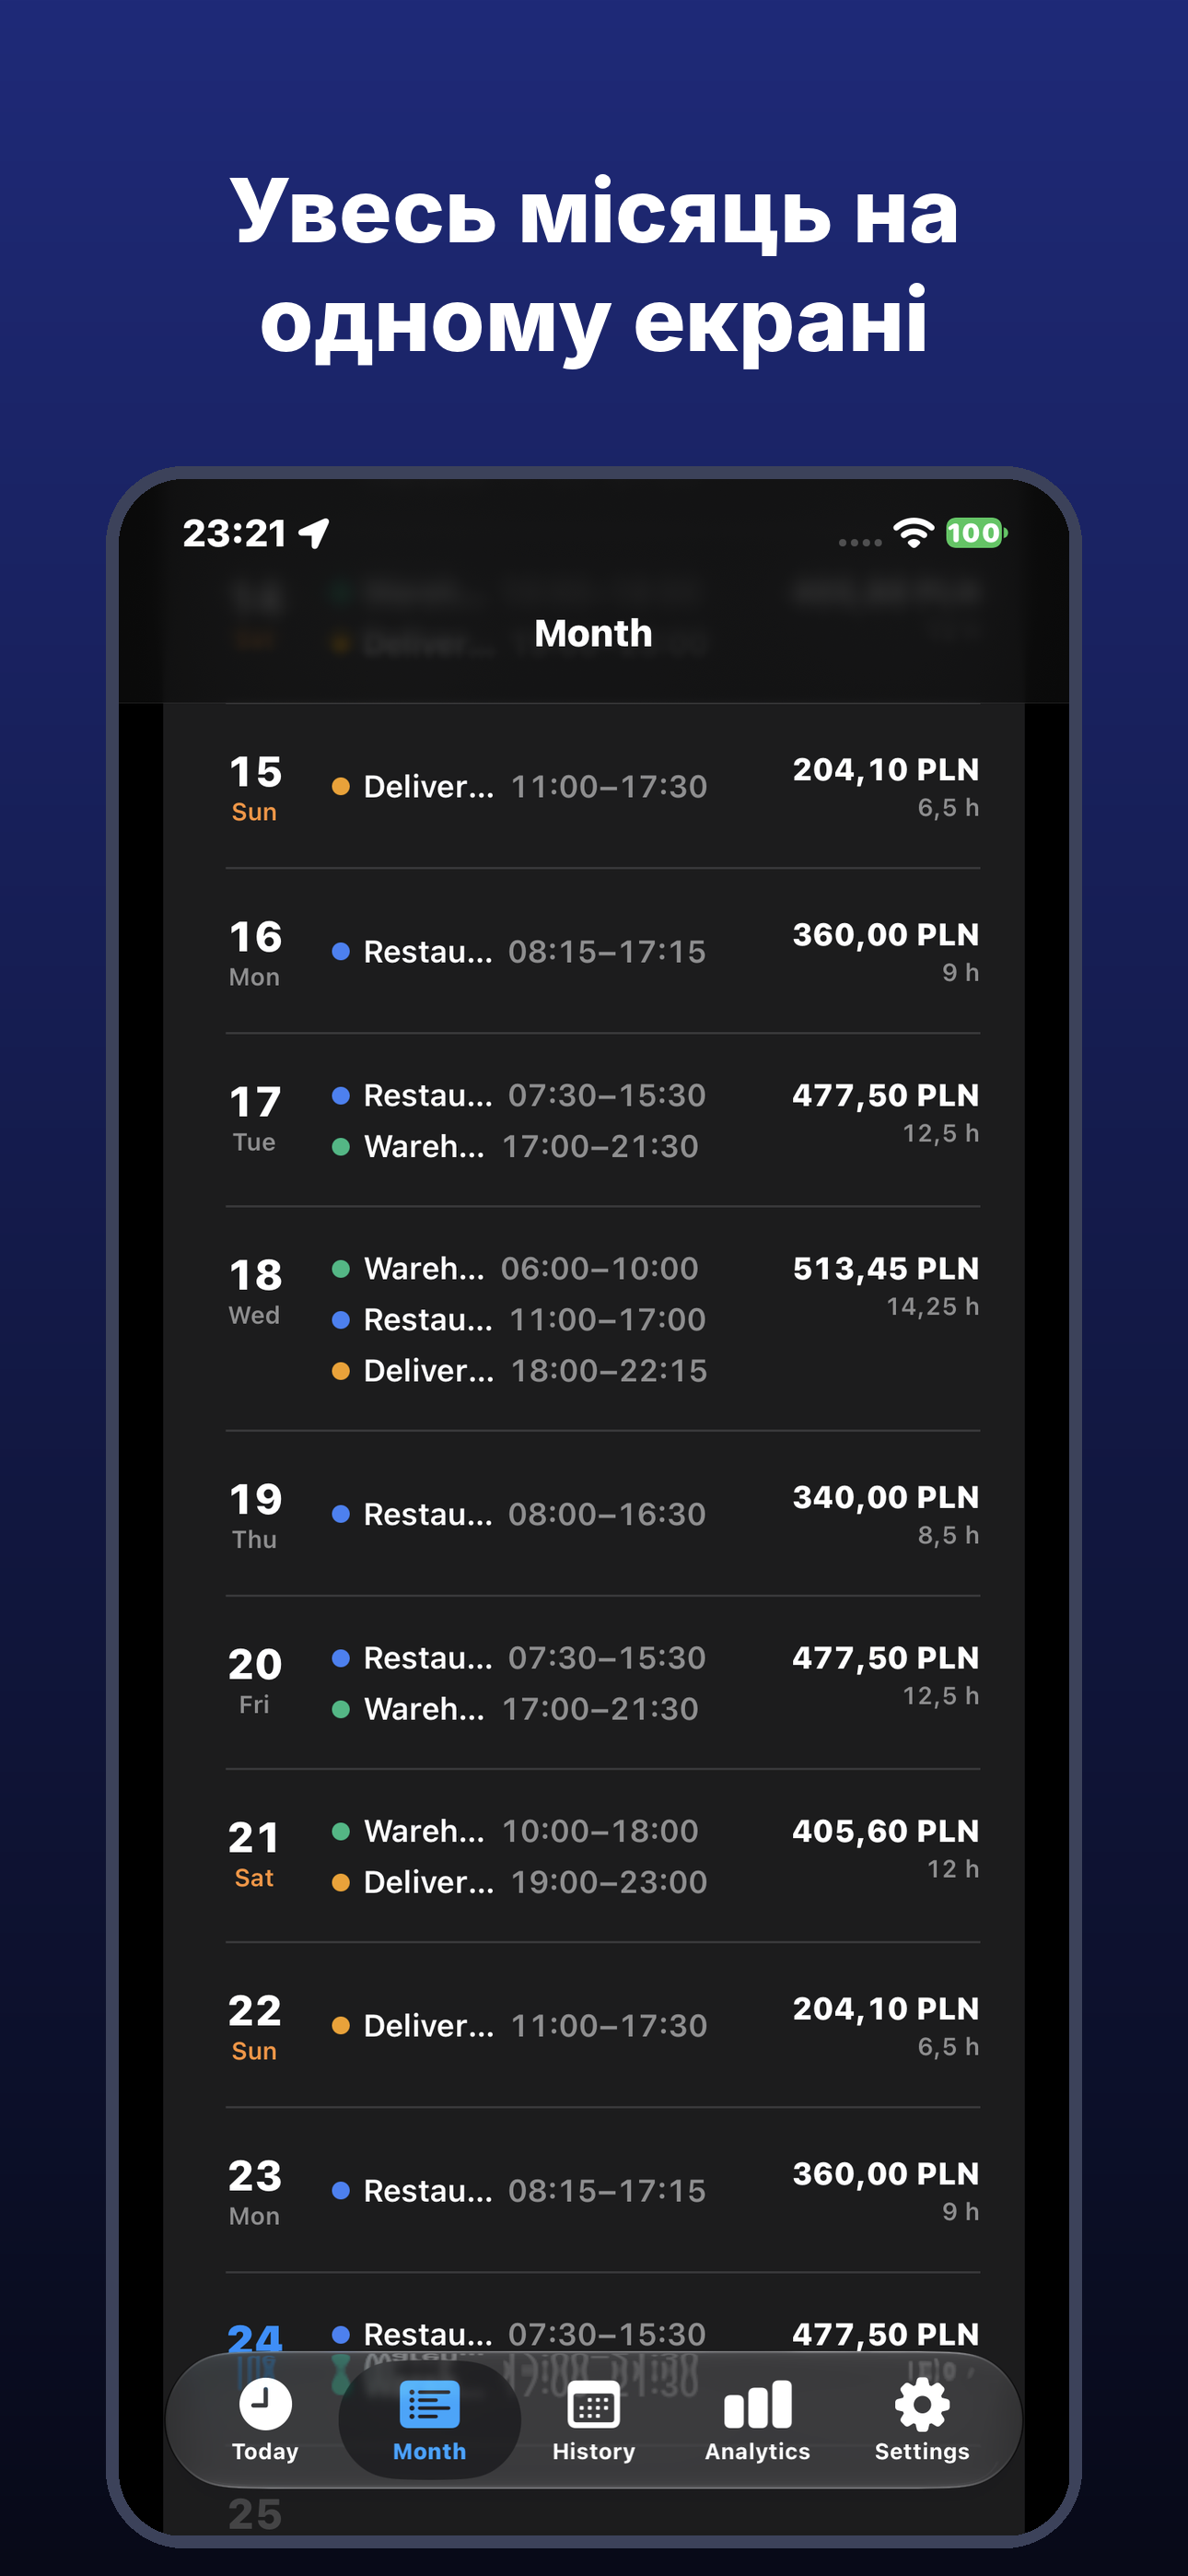 Увесь місяць на
одному екрані
23:21
100
Month
Deliver...
15 Deliver... 11:00–17:30 204,10 PLN
Sun 6,5 h
16 Restau... 08:15–17:15 360,00 PLN
Mon 9 h
17 Restau... 07:30–15:30 477,50 PLN
Tue Wareh... 17:00–21:30 12,5 h
18 Wareh... 06:00–10:00 513,45 PLN
Wed Restau... 11:00–17:00 14,25 h
Deliver... 18:00–22:15
19 Restau... 08:00–16:30 340,00 PLN
Thu 8,5 h
20 Restau... 07:30–15:30 477,50 PLN
Fri Wareh... 17:00–21:30 12,5 h
21 Wareh... 10:00–18:00 405,60 PLN
Sat Deliver... 19:00–23:00 12 h
22 Deliver... 11:00–17:30 204,10 PLN
Sun 6,5 h
23 Restau... 08:15–17:15 360,00 PLN
Mon 9 h
24 Restau... 07:30–15:30 477,50 PLN
Today Month History Analytics Settings
25